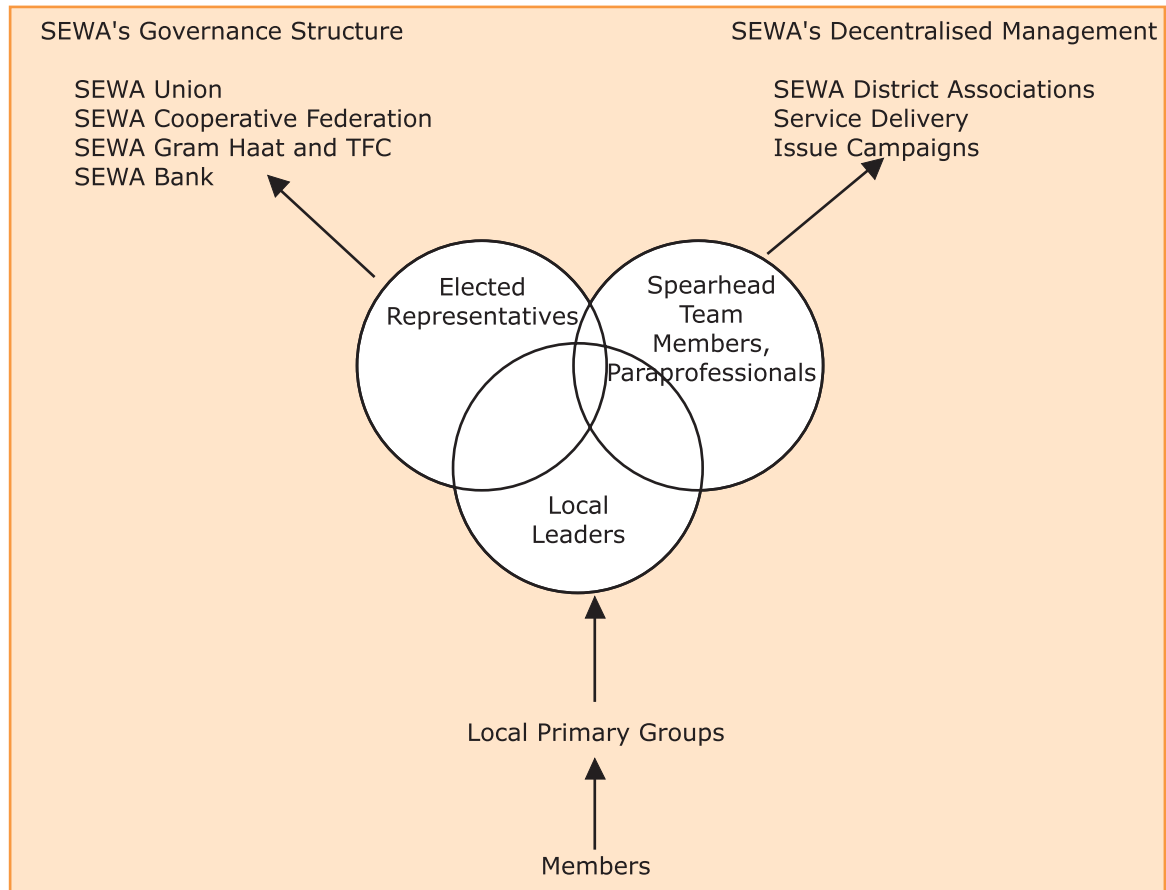 SEWA's Governance Structure
SEWA Union
SEWA Cooperative Federation
SEWA Gram Haat and TFC
SEWA Bank
SEWA's Decentralised Management
SEWA District Associations
Service Delivery
Issue Campaigns
Elected
Representatives
Spearhead
Team
Members,
Paraprofessionals
Local
Leaders
Local Primary Groups
Members